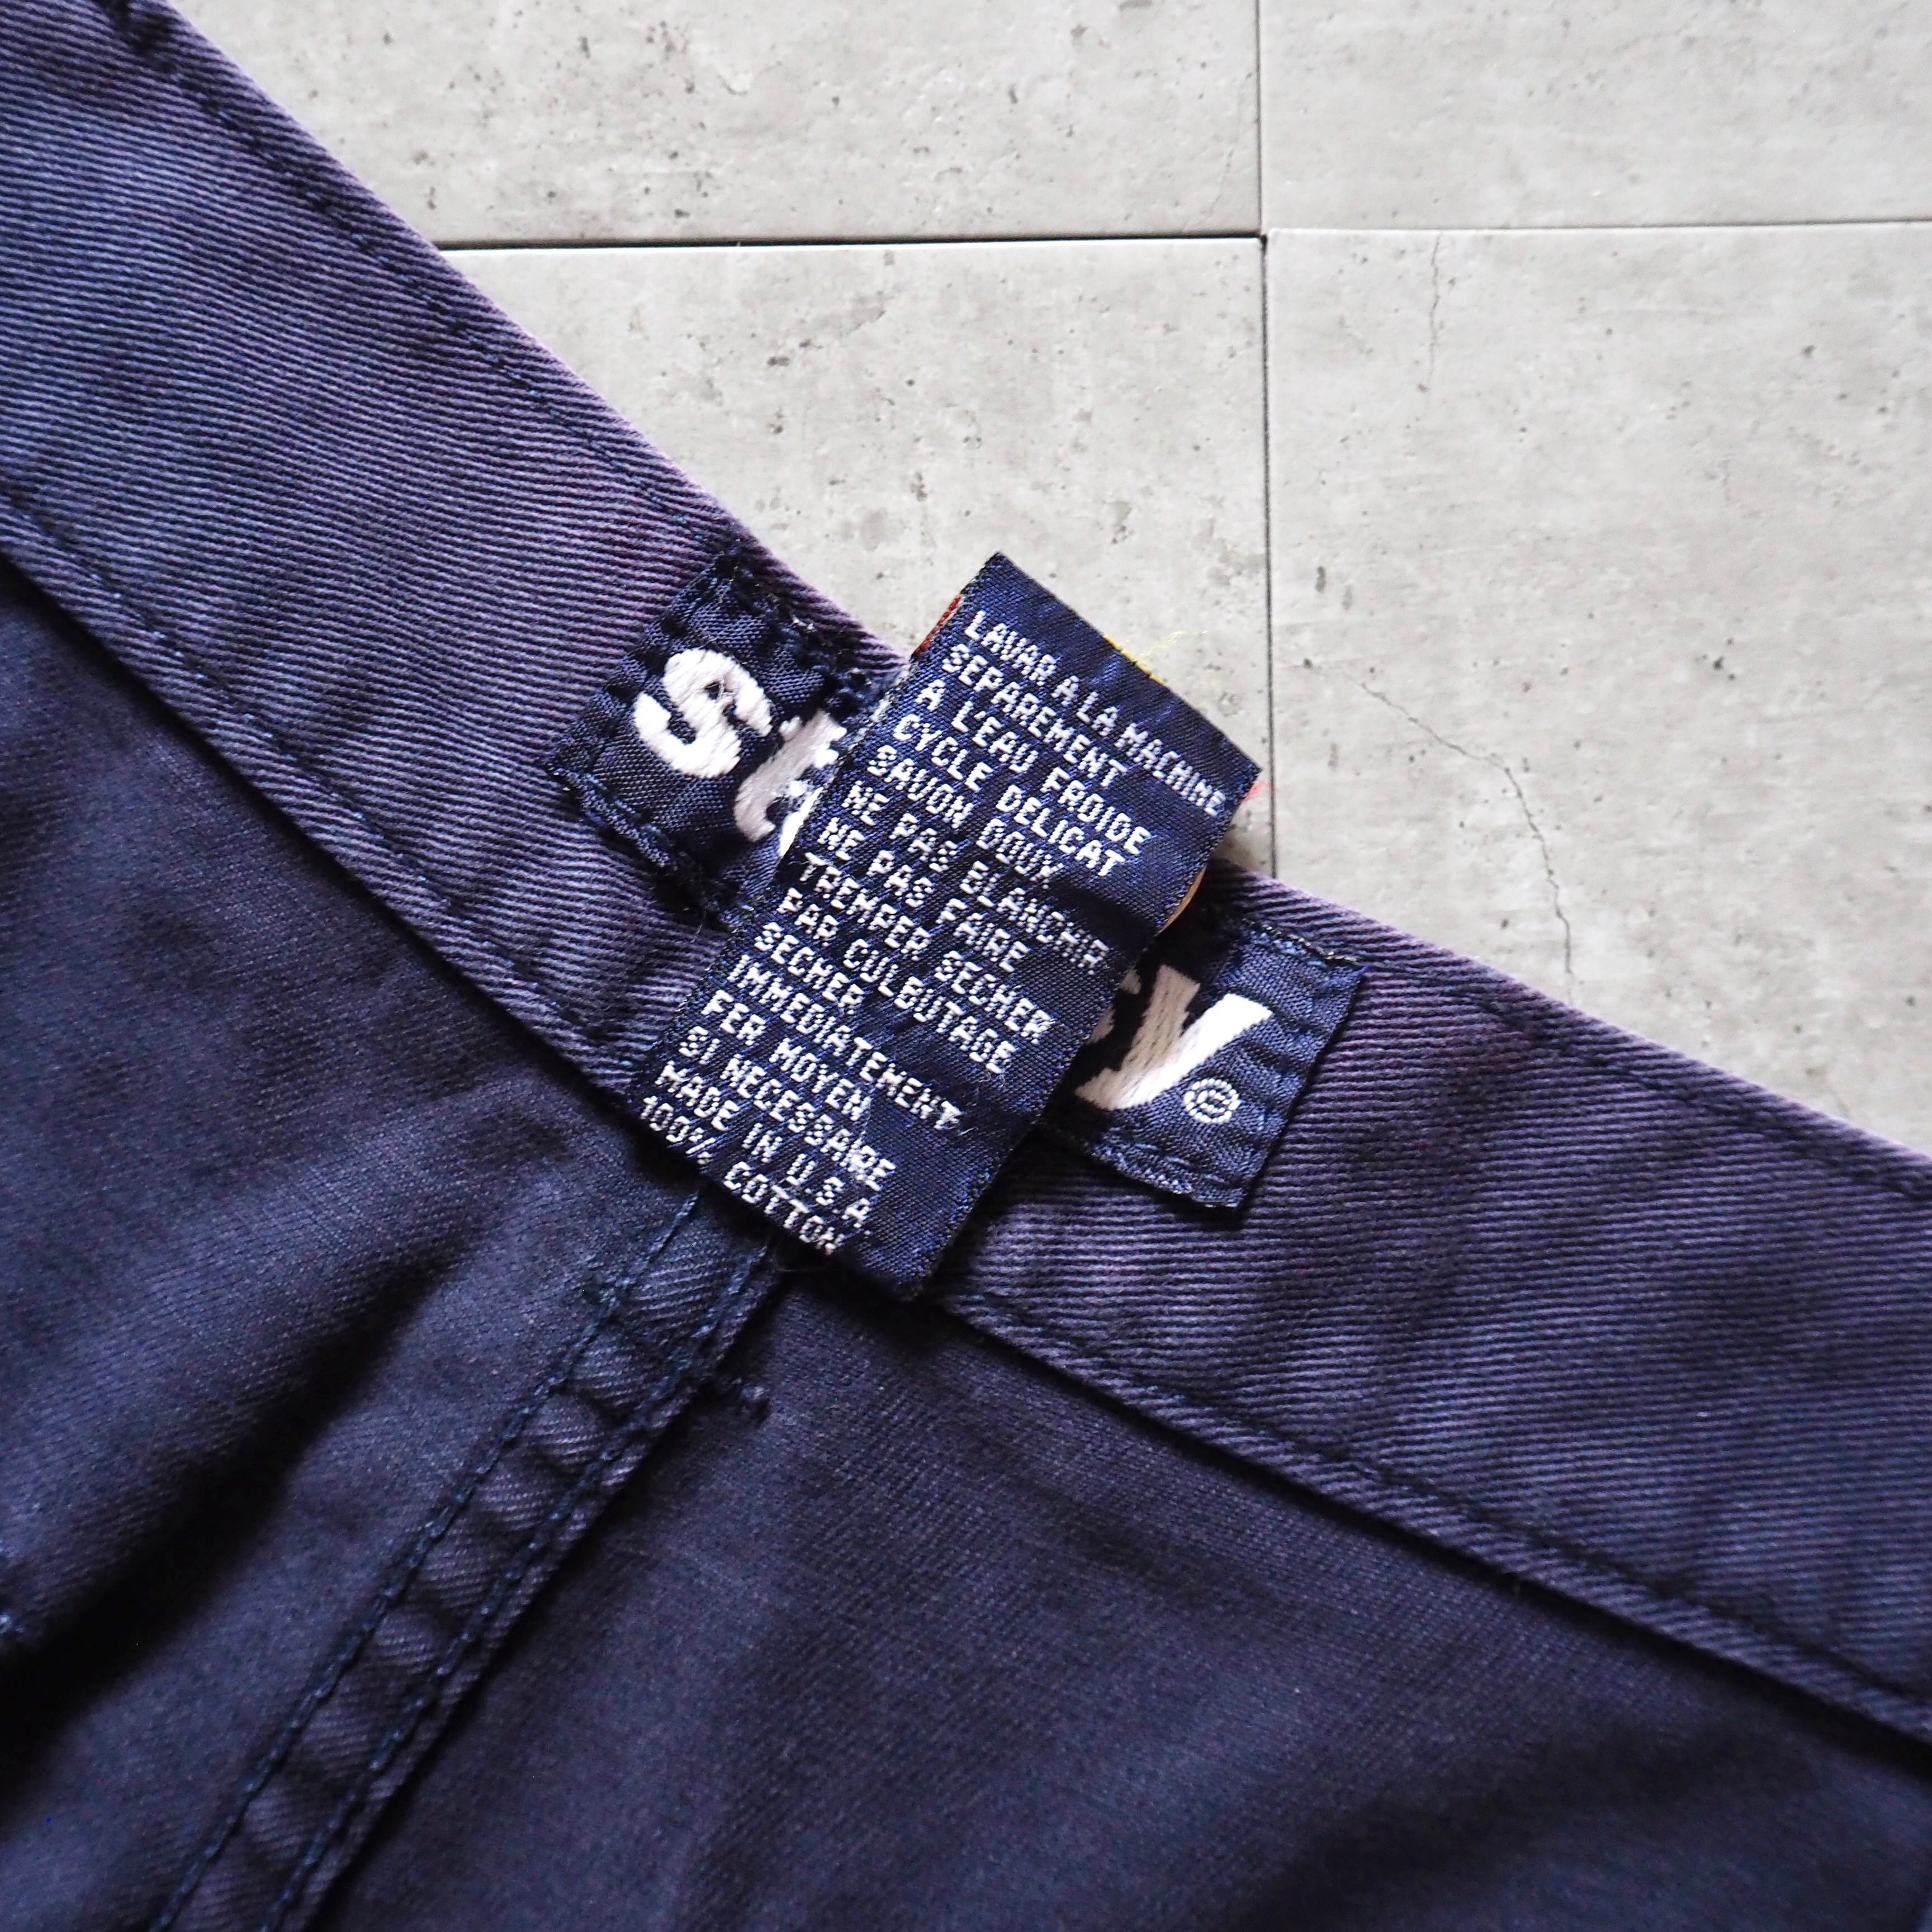 LAVAR A LA MACHINE
SEPAREMENT
A L'EAU FROIDE
CYCLE DELICAT
SAVON DOUX
NE PAS BLANCHIR
NE PAS FAIRE
TREMPER SECHER
PAR CULBUTAGE
SECHER
IMMEDIATEMENT
FER MOYEN
SI NECESSAIRE
MADE IN U.S.A
100% COTTON